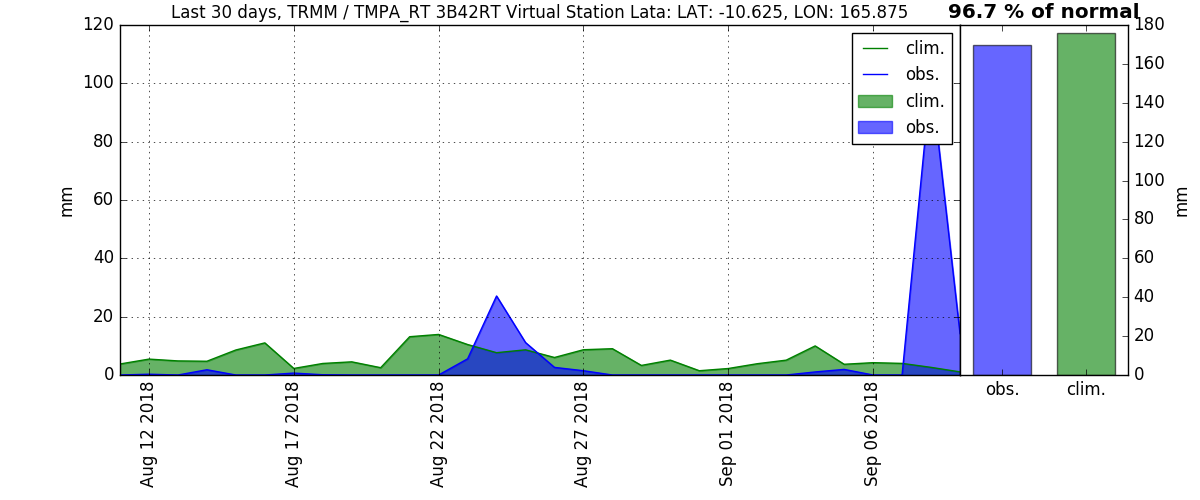 Last 30 days, TRMM / TMPA_RT 3B42RT Virtual Station Lata: LAT: -10.625, LON: 165.875
96.7 % of normal
120
100
80
60
40
20
0
mm
clim.
obs.
clim.
obs.
180
160
140
120
100
80
60
40
20
0
mm
Aug 12 2018
Aug 17 2018
Aug 22 2018
Aug 27 2018
Sep 01 2018
Sep 06 2018
obs.
clim.